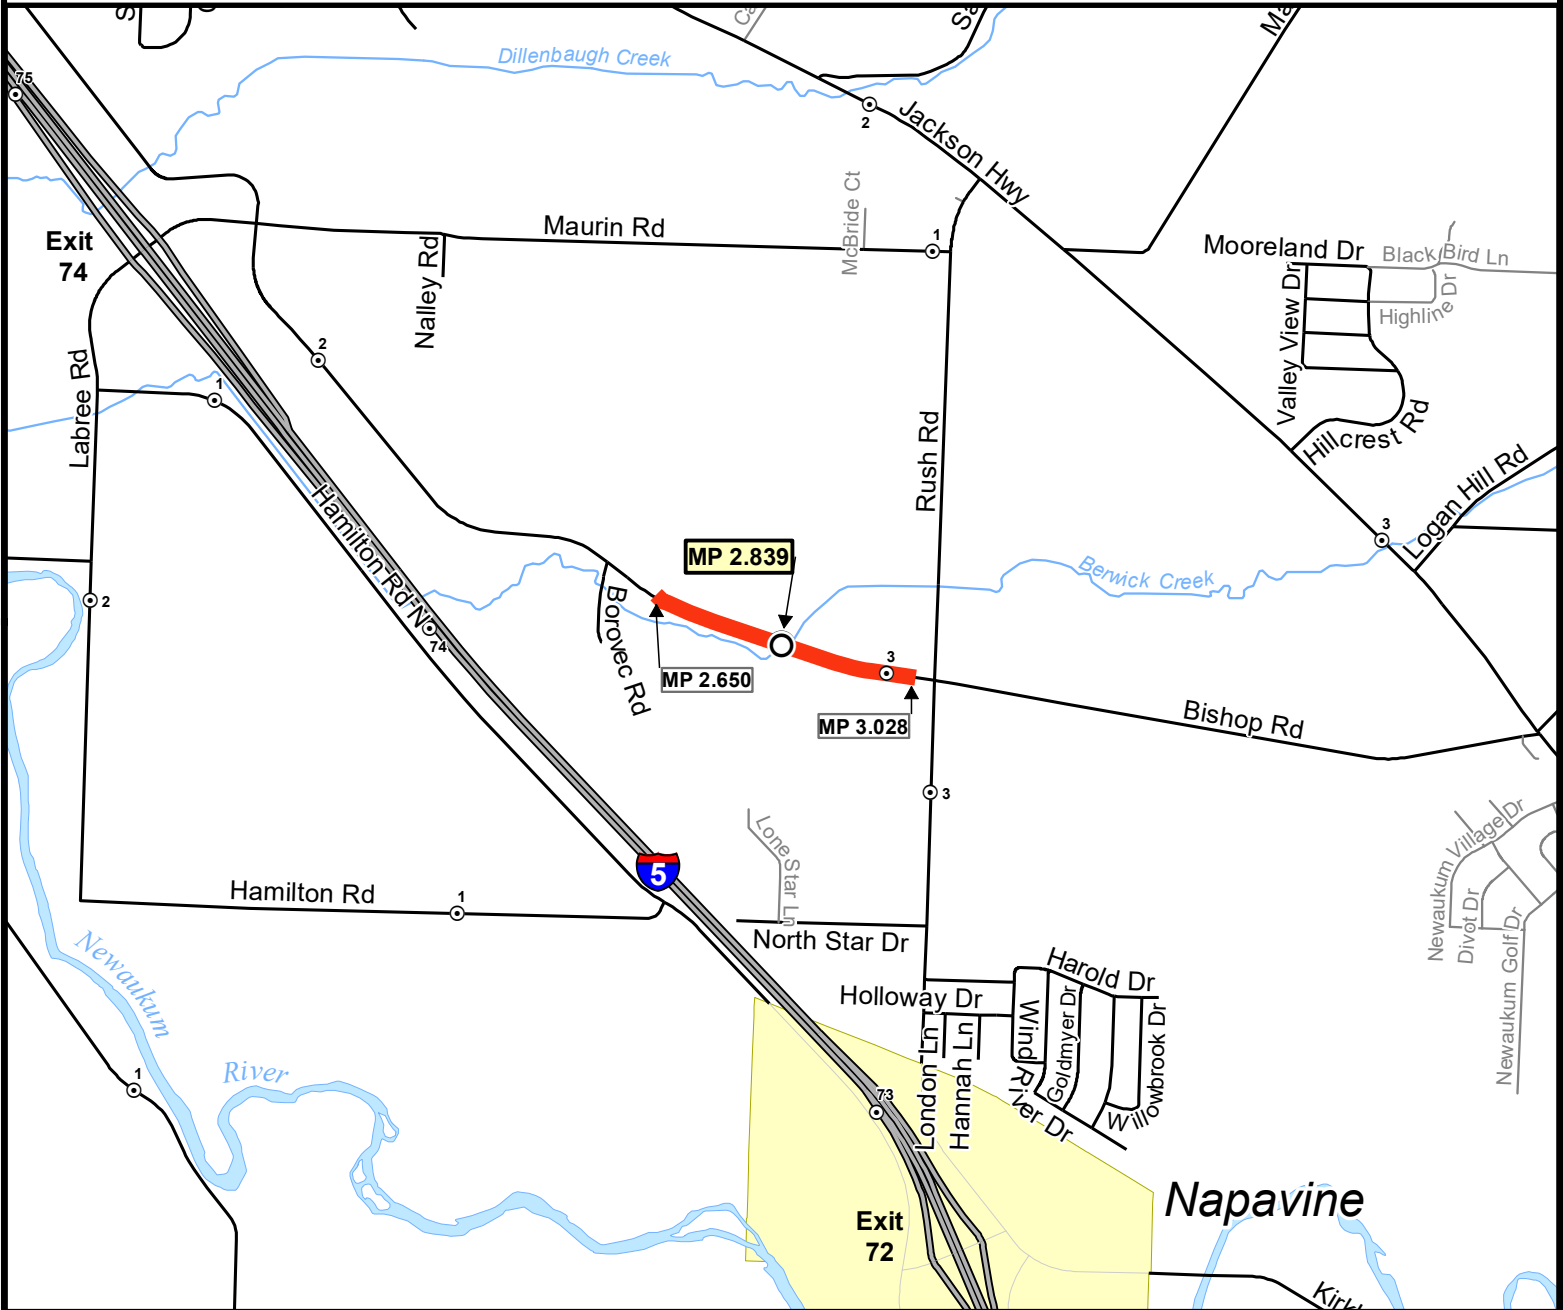 Dillenbaugh Creek
75
2
Jackson Hwy
McBride Ct
Maurin Rd
1
Exit
74
Nalley Rd
Mooreland Dr
Black Bird Ln
Highline Dr
Valley View Dr
Hillcrest Rd
2
1
Labree Rd
Rush Rd
Logan Hill Rd
3
Hamilton Rd N
74
MP 2.839
Berwick Creek
2
Borovec Rd
3
MP 2.650
MP 3.028
Bishop Rd
3
Lone Star Ln
5
Newaukum Village Dr
Divot Dr
Newaukum Golf Dr
Hamilton Rd
1
North Star Dr
Newaukum
River
Harold Dr
Holloway Dr
Wind River Dr
Goldmyer Dr
Willowbrook Dr
London Ln
Hannah Ln
1
73
Exit
72
Napavine